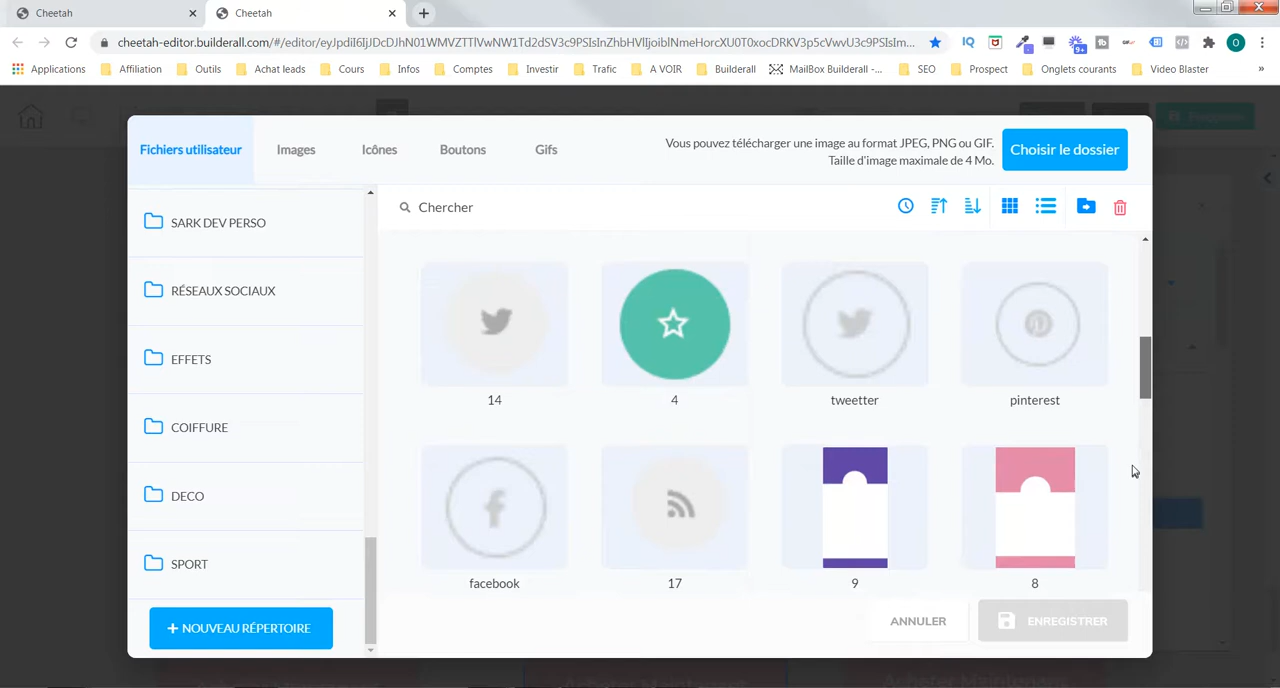 Cheetah
Cheetah
cheetah-editor.builderall.com/#/editor/eyJpdiI6IjJDcDJhN01WMVZTTlVwNW1Td2JSV3c9PSIsInZhbHVlIjoiblNmeHorcXU0T0xocDRKV3p5cVwvU3c9PSIsIm...
Applications
Affiliation
Outils
Achat leads
Cours
Infos
Comptes
Investir
Trafic
A VOIR
Builderall
MailBox Builderall -...
SEO
Prospect
Onglets courants
Video Blaster
»
Fichiers utilisateur
Images
Icônes
Boutons
Gifs
Vous pouvez télécharger une image au format JPEG, PNG ou GIF.
Taille d'image maximale de 4 Mo.
Choisir le dossier
SARK DEV PERSO
RÉSEAUX SOCIAUX
EFFETS
COIFFURE
DECO
SPORT
+ NOUVEAU RÉPERTOIRE
Chercher
14
4
tweetter
pinterest
facebook
17
9
8
ANNULER
ENREGISTRER